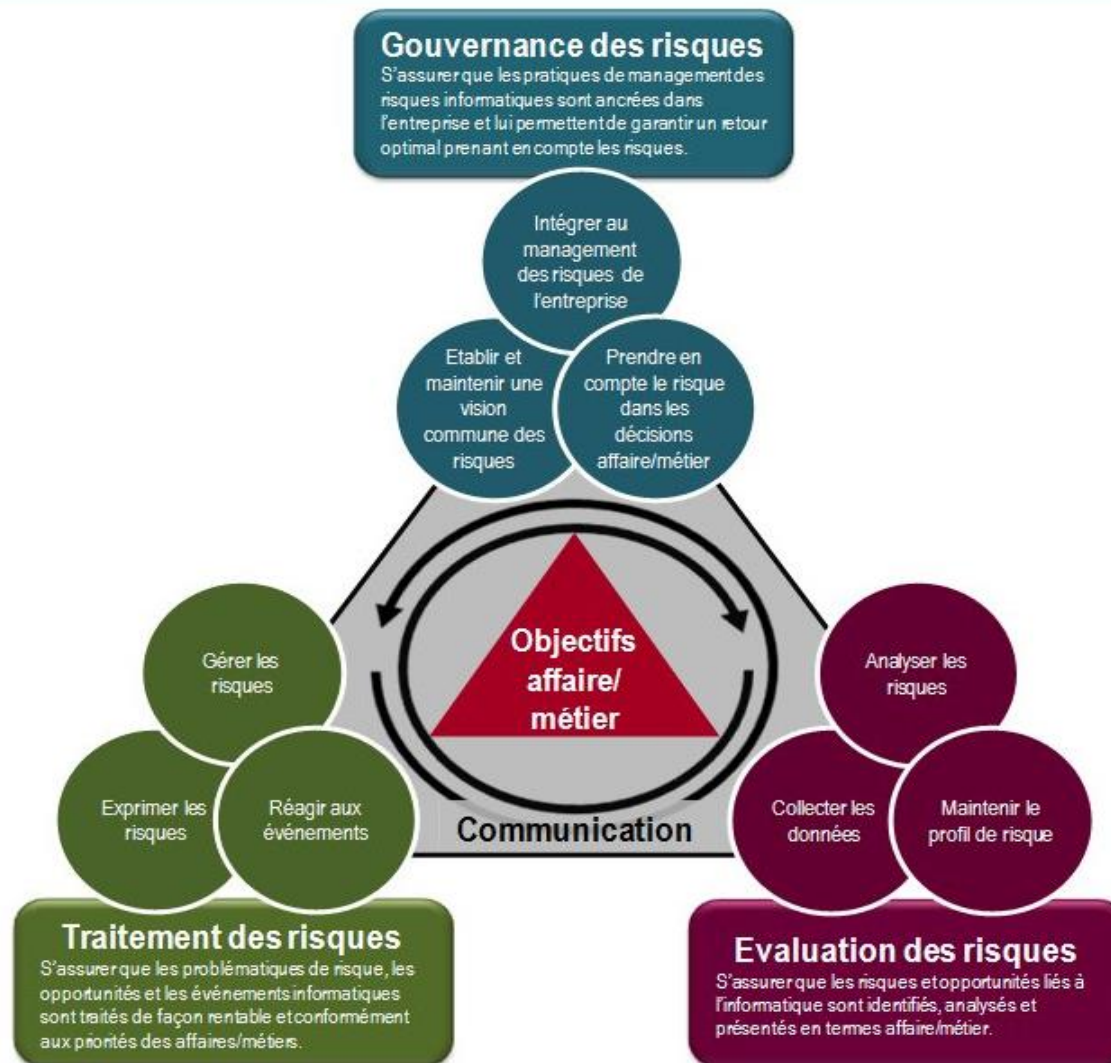 Gouvernance des risques
S'assurer que les pratiques de management des
risques informatiques sont ancrées dans
l'entreprise et lui permettent de garantir un retour
optimal prenant en compte les risques.
Intégrer au
management
des risques de
l'entreprise
Etablir et
maintenir une
vision
commune des
risques
Prendre en
compte le risque
dans les
décisions
affaire/métier
Objectifs
affaire/
métier
Communication
Gérer les
risques
Exprimer les
risques
Réagir aux
événements
Analyser les
risques
Collecter les
données
Maintenir le
profil de risque
Traitement des risques
S'assurer que les problématiques de risque, les
opportunités et les événements informatiques
sont traités de façon rentable et conformément
aux priorités des affaires/métiers.
Evaluation des risques
S'assurer que les risques et opportunités liés à
l'informatique sont identifiés, analysés et
présentés en termes affaire/métier.